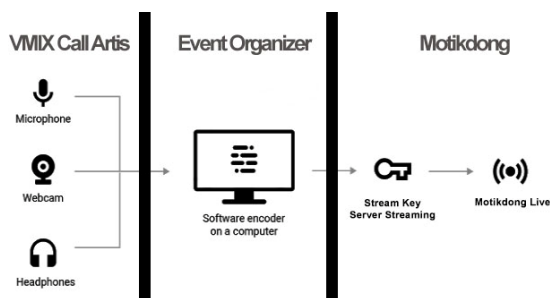 VMIX Call Artis
Event Organizer
Motikdong
Microphone
Webcam
Headphones
Software encoder
on a computer
Stream Key
Server Streaming
Motikdong Live